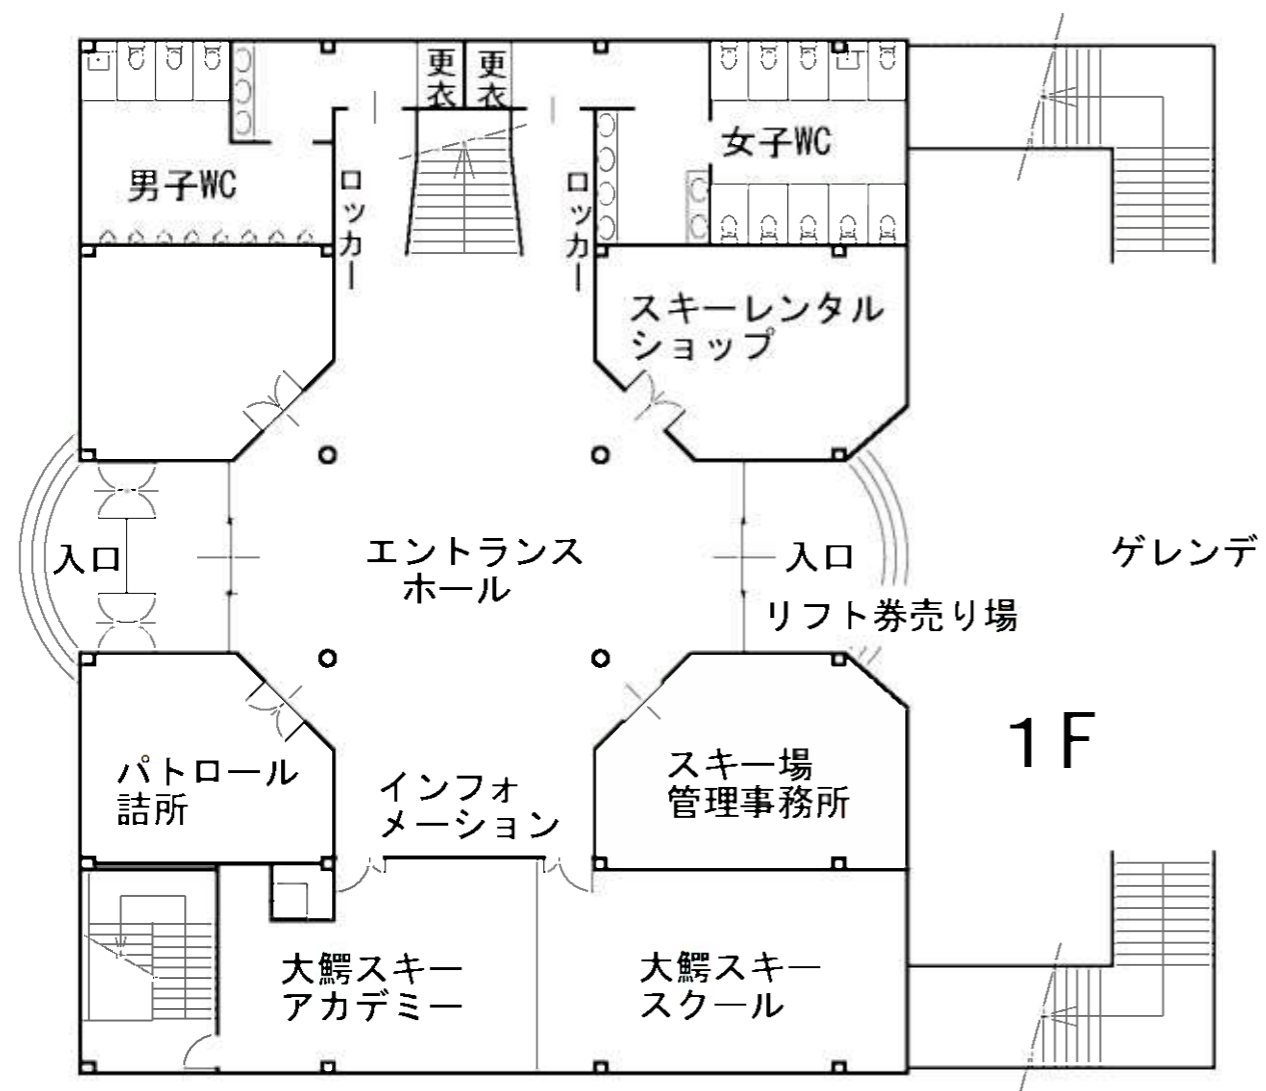 更衣
更衣
男子WC
女子WC
ロッカー
ロッカー
スキーレンタル
ショップ
入口
エントランス
ホール
入口
ゲレンデ
リフト券売り場
1F
パトロール
詰所
インフォ
メーション
スキー場
管理事務所
大鰐スキー
アカデミー
大鰐スキー
スクール